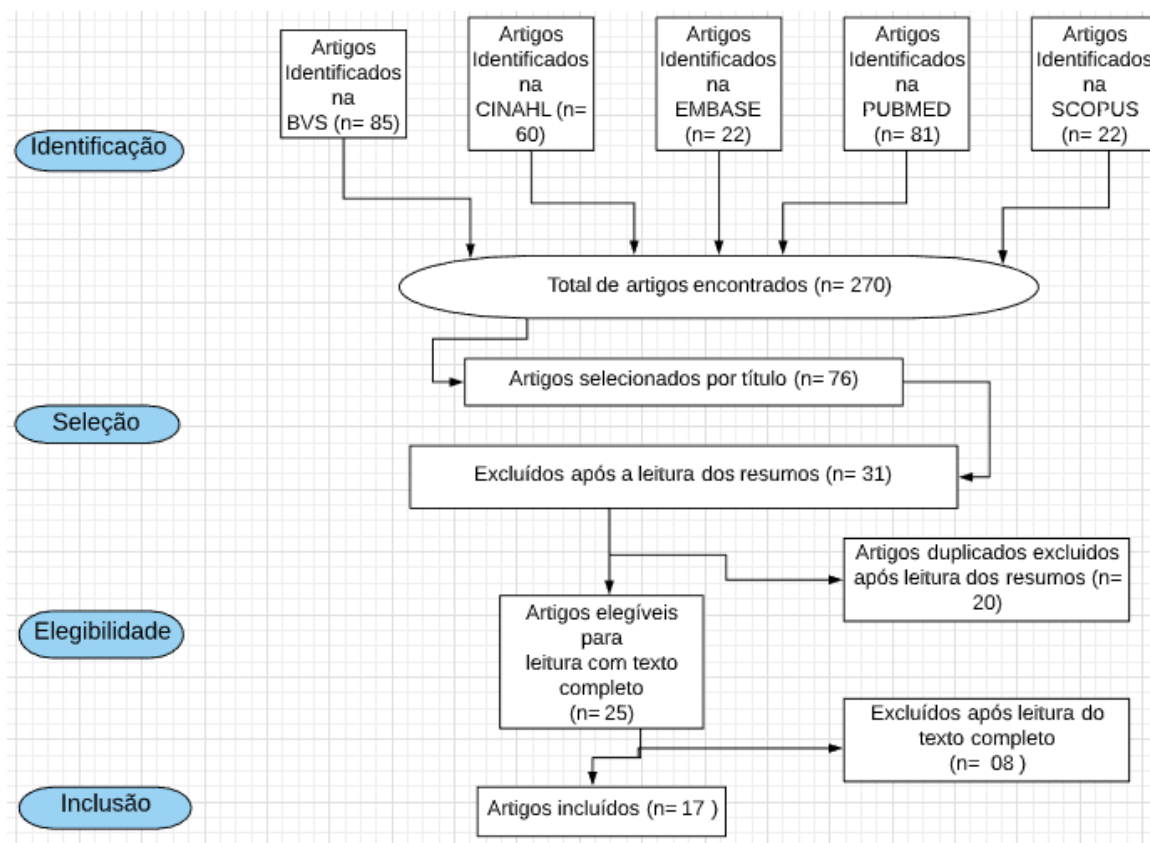 Artigos
Identificados
na
BVS (n= 85)
Artigos
Identificados
na
CINAHL (n=
60)
Artigos
Identificados
na
EMBASE
(n= 22)
Artigos
Identificados
na
PUBMED
(n= 81)
Artigos
Identificados
na
SCOPUS
(n= 22)
Identificação
Total de artigos encontrados (n= 270)
Artigos selecionados por título (n= 76)
Seleção
Excluídos após a leitura dos resumos (n= 31)
Artigos duplicados excluidos
após leitura dos resumos (n=
20)
Elegibilidade
Artigos elegíveis
para
leitura com texto
completo
(n= 25)
Excluídos após leitura do
texto completo
(n= 08 )
Inclusão
Artigos incluídos (n= 17 )